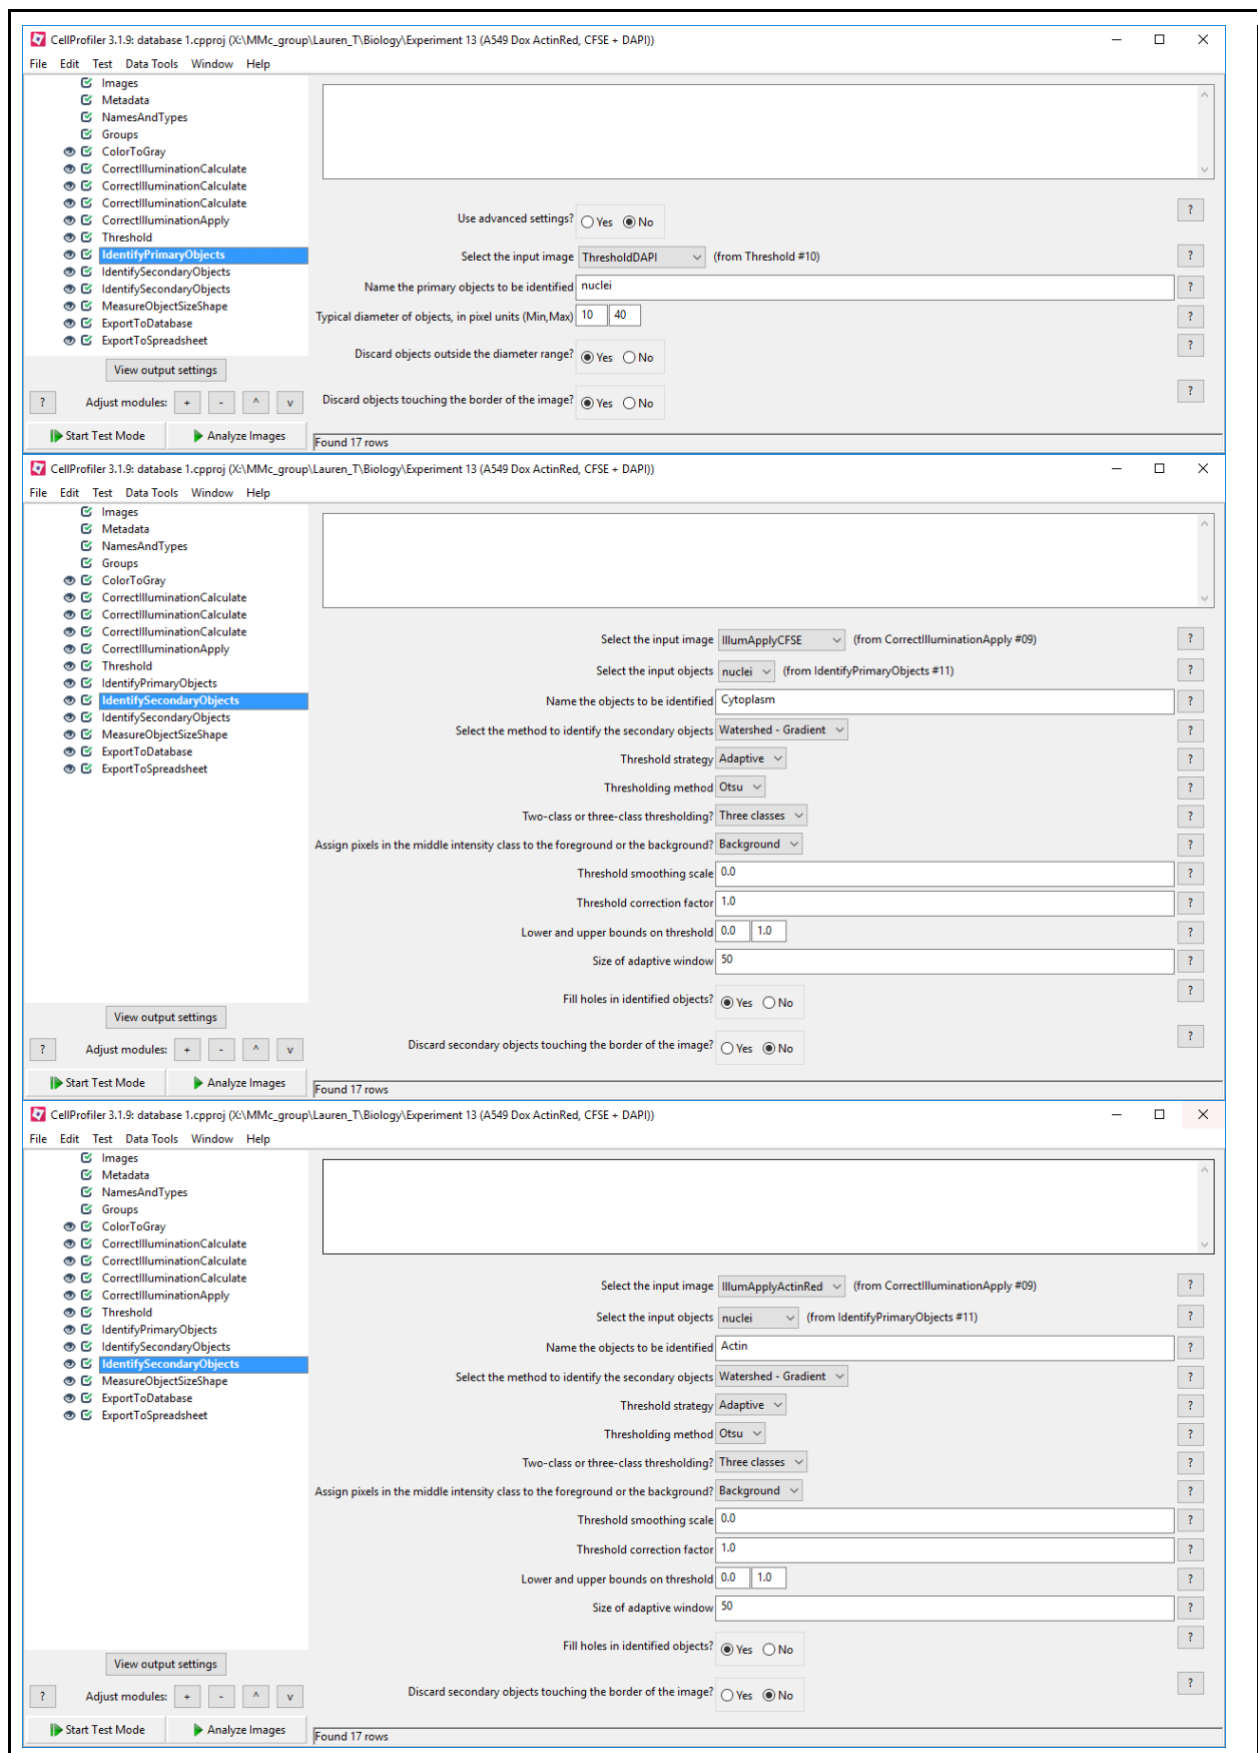 CellProfiler 3.1.9: database 1.cpproj (X:\MMc_group\Lauren_T\Biology\Experiment 13 (A549 Dox ActinRed, CFSE + DAPI))
File Edit Test Data Tools Window Help
Images
Metadata
NamesAndTypes
Groups
ColorToGray
CorrectIlluminationCalculate
CorrectIlluminationCalculate
CorrectIlluminationCalculate
CorrectIlluminationApply
Threshold
IdentifyPrimaryObjects
IdentifySecondaryObjects
IdentifySecondaryObjects
MeasureObjectSizeShape
ExportToDatabase
ExportToSpreadsheet
View output settings
? Adjust modules: + - ^ v
Start Test Mode Analyze Images
Use advanced settings? Yes No ?
Select the input image ThresholdDAPI (from Threshold #10) ?
Name the primary objects to be identified nuclei ?
Typical diameter of objects, in pixel units (Min,Max) 10 40 ?
Discard objects outside the diameter range? Yes No ?
Discard objects touching the border of the image? Yes No ?
Found 17 rows
CellProfiler 3.1.9: database 1.cpproj (X:\MMc_group\Lauren_T\Biology\Experiment 13 (A549 Dox ActinRed, CFSE + DAPI))
File Edit Test Data Tools Window Help
Images
Metadata
NamesAndTypes
Groups
ColorToGray
CorrectIlluminationCalculate
CorrectIlluminationCalculate
CorrectIlluminationCalculate
CorrectIlluminationApply
Threshold
IdentifyPrimaryObjects
IdentifySecondaryObjects
IdentifySecondaryObjects
MeasureObjectSizeShape
ExportToDatabase
ExportToSpreadsheet
View output settings
? Adjust modules: + - ^ v
Start Test Mode Analyze Images
Select the input image IllumApplyCFSE (from CorrectIlluminationApply #09) ?
Select the input objects nuclei (from IdentifyPrimaryObjects #11) ?
Name the objects to be identified Cytoplasm ?
Select the method to identify the secondary objects Watershed - Gradient ?
Threshold strategy Adaptive ?
Thresholding method Otsu ?
Two-class or three-class thresholding? Three classes ?
Assign pixels in the middle intensity class to the foreground or the background? Background ?
Threshold smoothing scale 0.0 ?
Threshold correction factor 1.0 ?
Lower and upper bounds on threshold 0.0 1.0 ?
Size of adaptive window 50 ?
Fill holes in identified objects? Yes No ?
Discard secondary objects touching the border of the image? Yes No ?
Found 17 rows
CellProfiler 3.1.9: database 1.cpproj (X:\MMc_group\Lauren_T\Biology\Experiment 13 (A549 Dox ActinRed, CFSE + DAPI))
File Edit Test Data Tools Window Help
Images
Metadata
NamesAndTypes
Groups
ColorToGray
CorrectIlluminationCalculate
CorrectIlluminationCalculate
CorrectIlluminationCalculate
CorrectIlluminationApply
Threshold
IdentifyPrimaryObjects
IdentifySecondaryObjects
IdentifySecondaryObjects
MeasureObjectSizeShape
ExportToDatabase
ExportToSpreadsheet
View output settings
? Adjust modules: + - ^ v
Start Test Mode Analyze Images
Select the input image IllumApplyActinRed (from CorrectIlluminationApply #09) ?
Select the input objects nuclei (from IdentifyPrimaryObjects #11) ?
Name the objects to be identified Actin ?
Select the method to identify the secondary objects Watershed - Gradient ?
Threshold strategy Adaptive ?
Thresholding method Otsu ?
Two-class or three-class thresholding? Three classes ?
Assign pixels in the middle intensity class to the foreground or the background? Background ?
Threshold smoothing scale 0.0 ?
Threshold correction factor 1.0 ?
Lower and upper bounds on threshold 0.0 1.0 ?
Size of adaptive window 50 ?
Fill holes in identified objects? Yes No ?
Discard secondary objects touching the border of the image? Yes No ?
Found 17 rows